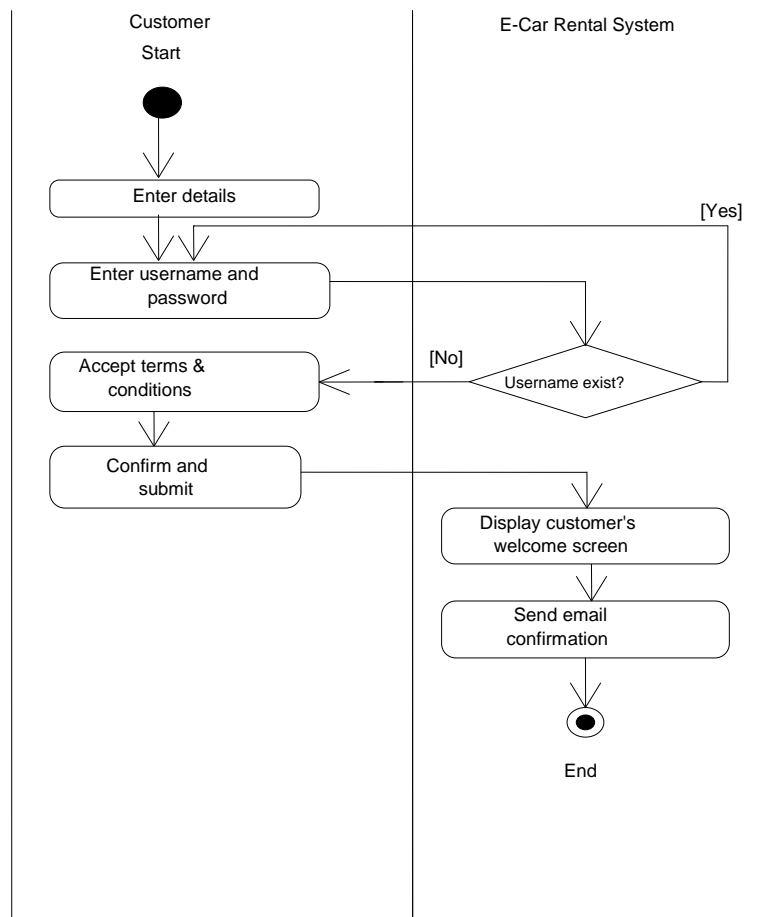 Customer
E-Car Rental System
Start
Enter details
[Yes]
Enter username and
password
[No]
Username exist?
Accept terms &
conditions
Confirm and
submit
Display customer's
welcome screen
Send email
confirmation
End